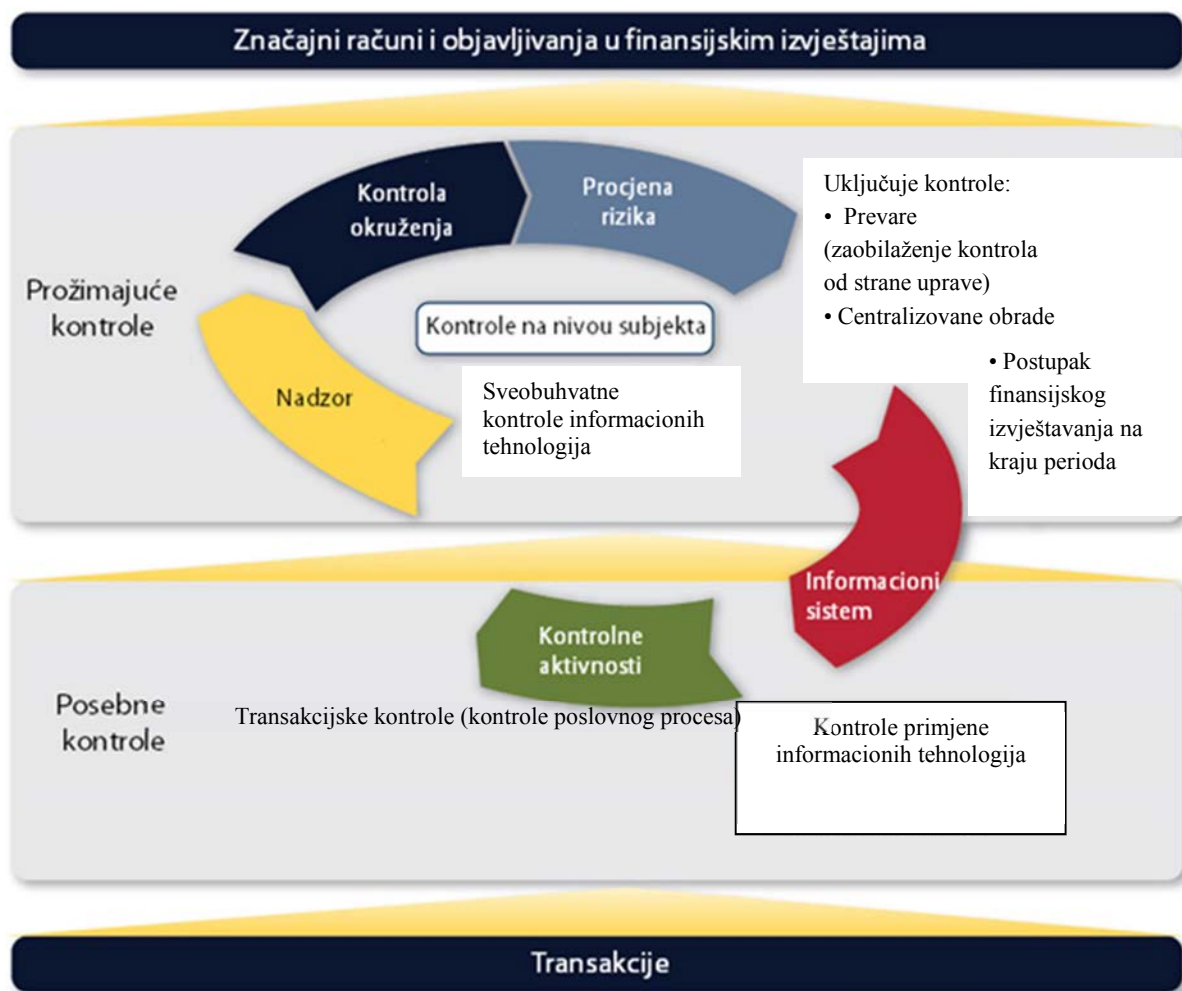 Značajni računi i objavljivanja u finansijskim izvještajima
Kontrola
okruženja
Procjena
rizika
Uključuje kontrole:
• Prevare
(zaobilaženje kontrola
od strane uprave)
• Centralizovane obrade
• Postupak
finansijskog
izvještavanja na
kraju perioda
Prožimajuće
kontrole
Kontrole na nivou subjekta
Nadzor
Sveobuhvatne
kontrole informacionih
tehnologija
Informacioni
sistem
Kontrolne
aktivnosti
Posebne
kontrole
Transakcijske kontrole (kontrole poslovnog procesa)
Kontrole primjene
informacionih tehnologija
Transakcije